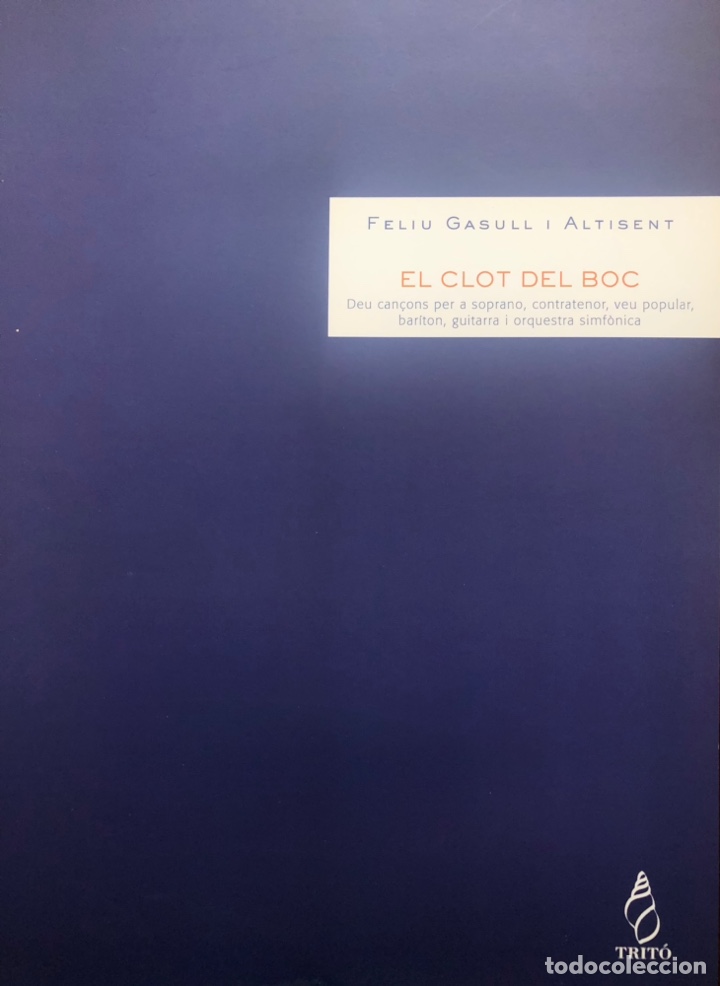 FELIU GASULL I ALTISENT
EL CLOT DEL BOC
Deu cançons per a soprano, contratenor, veu popular,
baríton, guitarra i orquestra simfònica
TRITÓ
todocoleccion